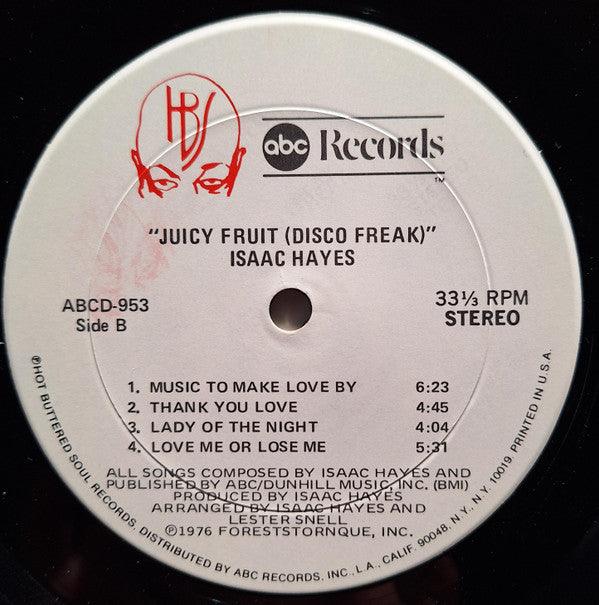 HBS
abc Records
TM
"JUICY FRUIT (DISCO FREAK)"
ISAAC HAYES
ABCD-953
Side B
33⅓ RPM
STEREO
1. MUSIC TO MAKE LOVE BY 6:23
2. THANK YOU LOVE 4:45
3. LADY OF THE NIGHT 4:04
4. LOVE ME OR LOSE ME 5:31
ALL SONGS COMPOSED BY ISAAC HAYES AND
PUBLISHED BY ABC/DUNHILL MUSIC, INC. (BMI)
PRODUCED BY ISAAC HAYES
ARRANGED BY ISAAC HAYES AND
LESTER SNELL
℗1976 FORESTSTORNQUE, INC.
℗HOT BUTTERED SOUL RECORDS, DISTRIBUTED BY ABC RECORDS, INC., L.A., CALIF. 90048, N.Y., N.Y. 10019. PRINTED IN U.S.A.